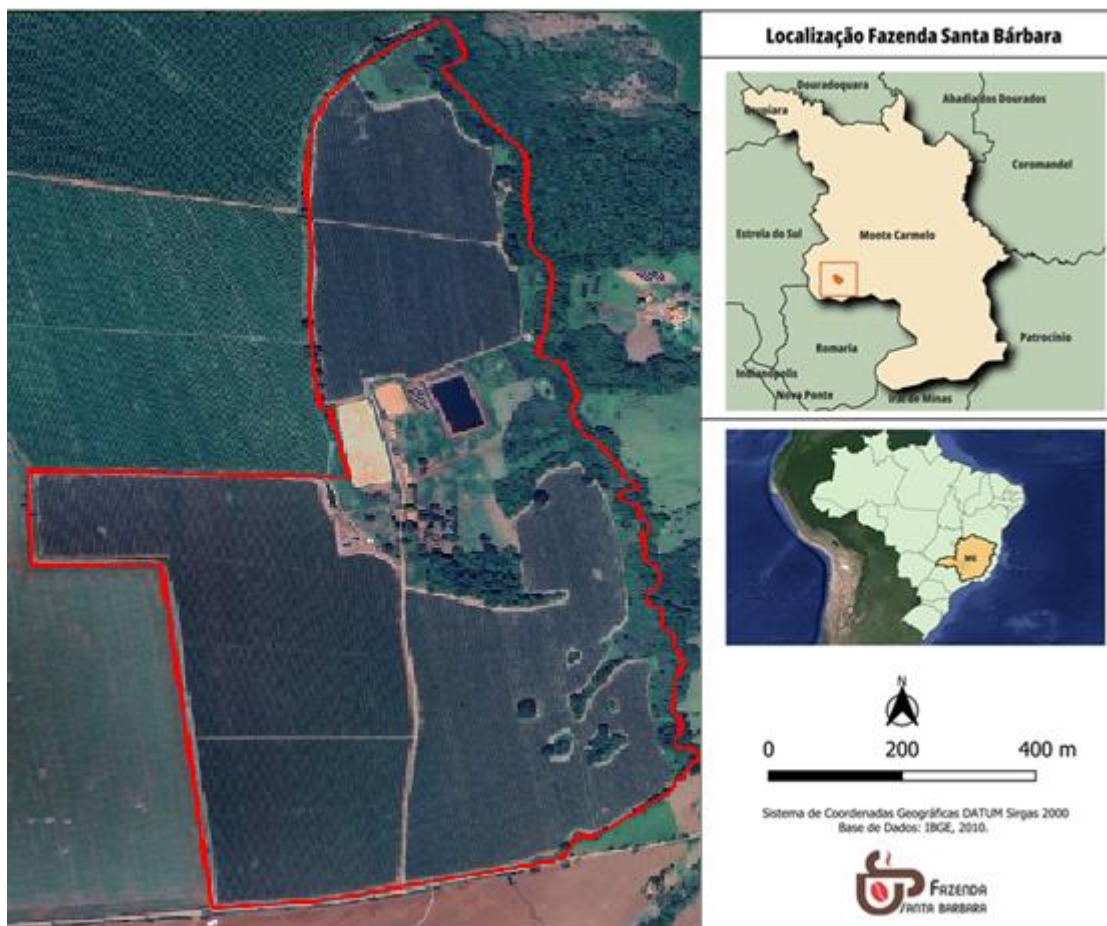 Localização Fazenda Santa Bárbara
Douradoquara
Abadia dos Dourados
Grupiara
Coromandel
Estrela do Sul
Monte Carmelo
Patrocínio
Romaria
Indianópolis
Nova Ponte
Iraí de Minas
MG
N
0 200 400 m
Sistema de Coordenadas Geográficas DATUM Sirgas 2000
Base de Dados: IBGE, 2010.
FAZENDA
SANTA BARBARA